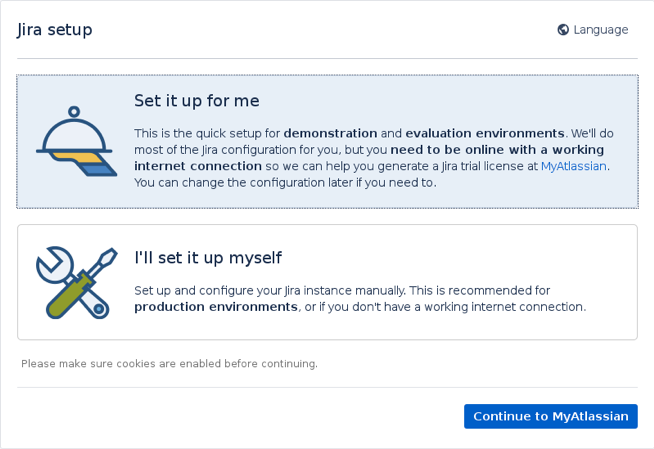 Jira setup
Language
Set it up for me
This is the quick setup for demonstration and evaluation environments. We'll do
most of the Jira configuration for you, but you need to be online with a working
internet connection so we can help you generate a Jira trial license at MyAtlassian.
You can change the configuration later if you need to.
I'll set it up myself
Set up and configure your Jira instance manually. This is recommended for
production environments, or if you don't have a working internet connection.
Please make sure cookies are enabled before continuing.
Continue to MyAtlassian